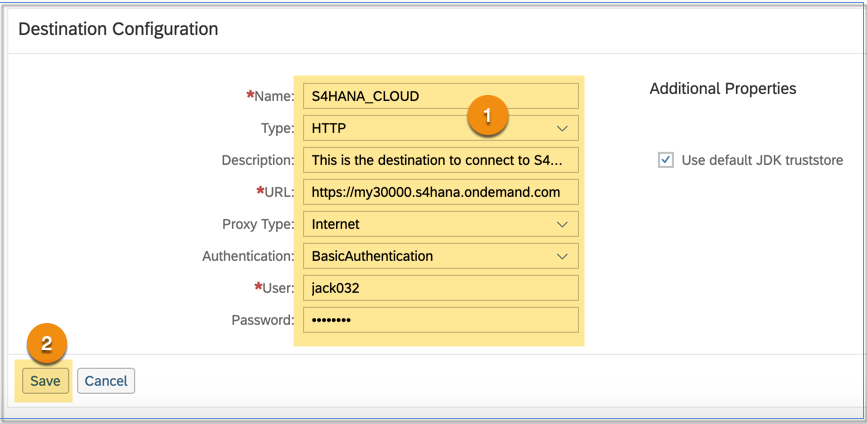 Destination Configuration
*Name: S4HANA_CLOUD
1
Type: HTTP
Description: This is the destination to connect to S4...
*URL: https://my30000.s4hana.ondemand.com
Proxy Type: Internet
Authentication: BasicAuthentication
*User: jack032
Password: ••••••••
Additional Properties
Use default JDK truststore
2
Save Cancel